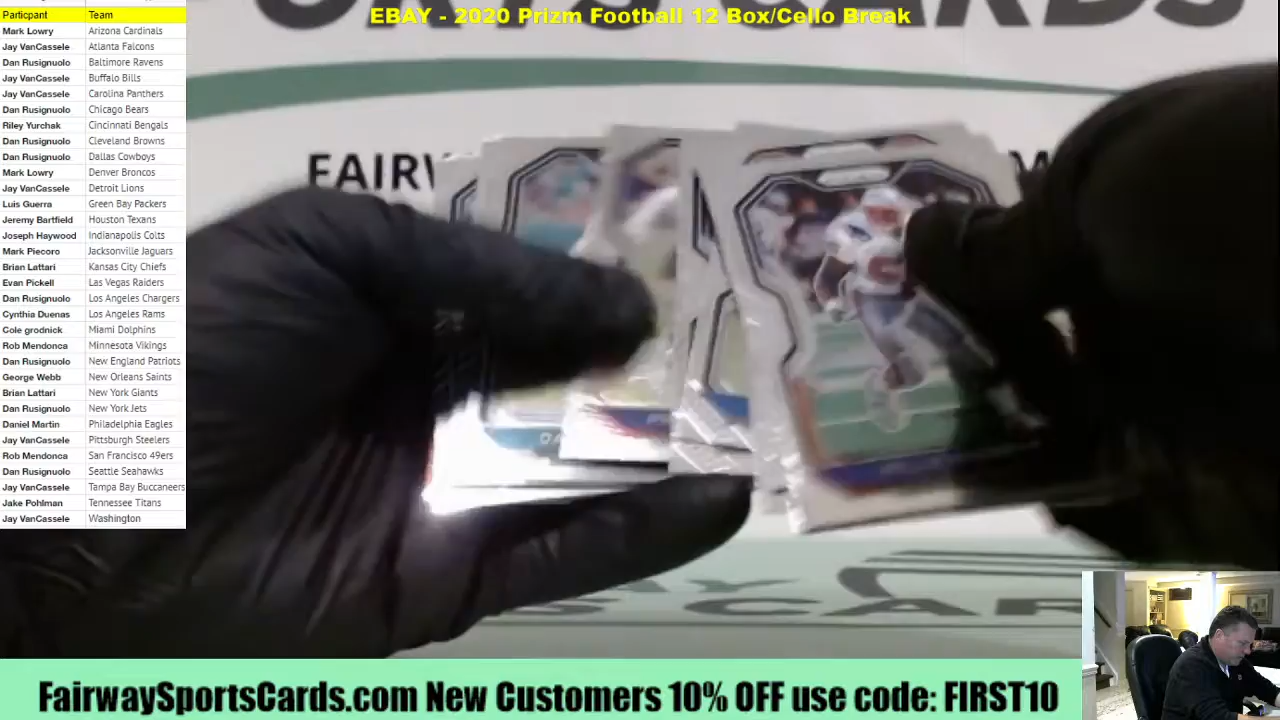 EBAY - 2020 Prizm Football 12 Box/Cello Break
Particpant Team
Mark Lowry Arizona Cardinals
Jay VanCassele Atlanta Falcons
Dan Rusignuolo Baltimore Ravens
Jay VanCassele Buffalo Bills
Jay VanCassele Carolina Panthers
Dan Rusignuolo Chicago Bears
Riley Yurchak Cincinnati Bengals
Dan Rusignuolo Cleveland Browns
Dan Rusignuolo Dallas Cowboys
Mark Lowry Denver Broncos
Jay VanCassele Detroit Lions
Luis Guerra Green Bay Packers
Jeremy Bartfield Houston Texans
Joseph Haywood Indianapolis Colts
Mark Piecoro Jacksonville Jaguars
Brian Lattari Kansas City Chiefs
Evan Pickell Las Vegas Raiders
Dan Rusignuolo Los Angeles Chargers
Cynthia Duenas Los Angeles Rams
Cole grodnick Miami Dolphins
Rob Mendonca Minnesota Vikings
Dan Rusignuolo New England Patriots
George Webb New Orleans Saints
Brian Lattari New York Giants
Dan Rusignuolo New York Jets
Daniel Martin Philadelphia Eagles
Jay VanCassele Pittsburgh Steelers
Rob Mendonca San Francisco 49ers
Dan Rusignuolo Seattle Seahawks
Jay VanCassele Tampa Bay Buccaneers
Jake Pohlman Tennessee Titans
Jay VanCassele Washington
FairwaySportsCards.com New Customers 10% OFF use code: FIRST10